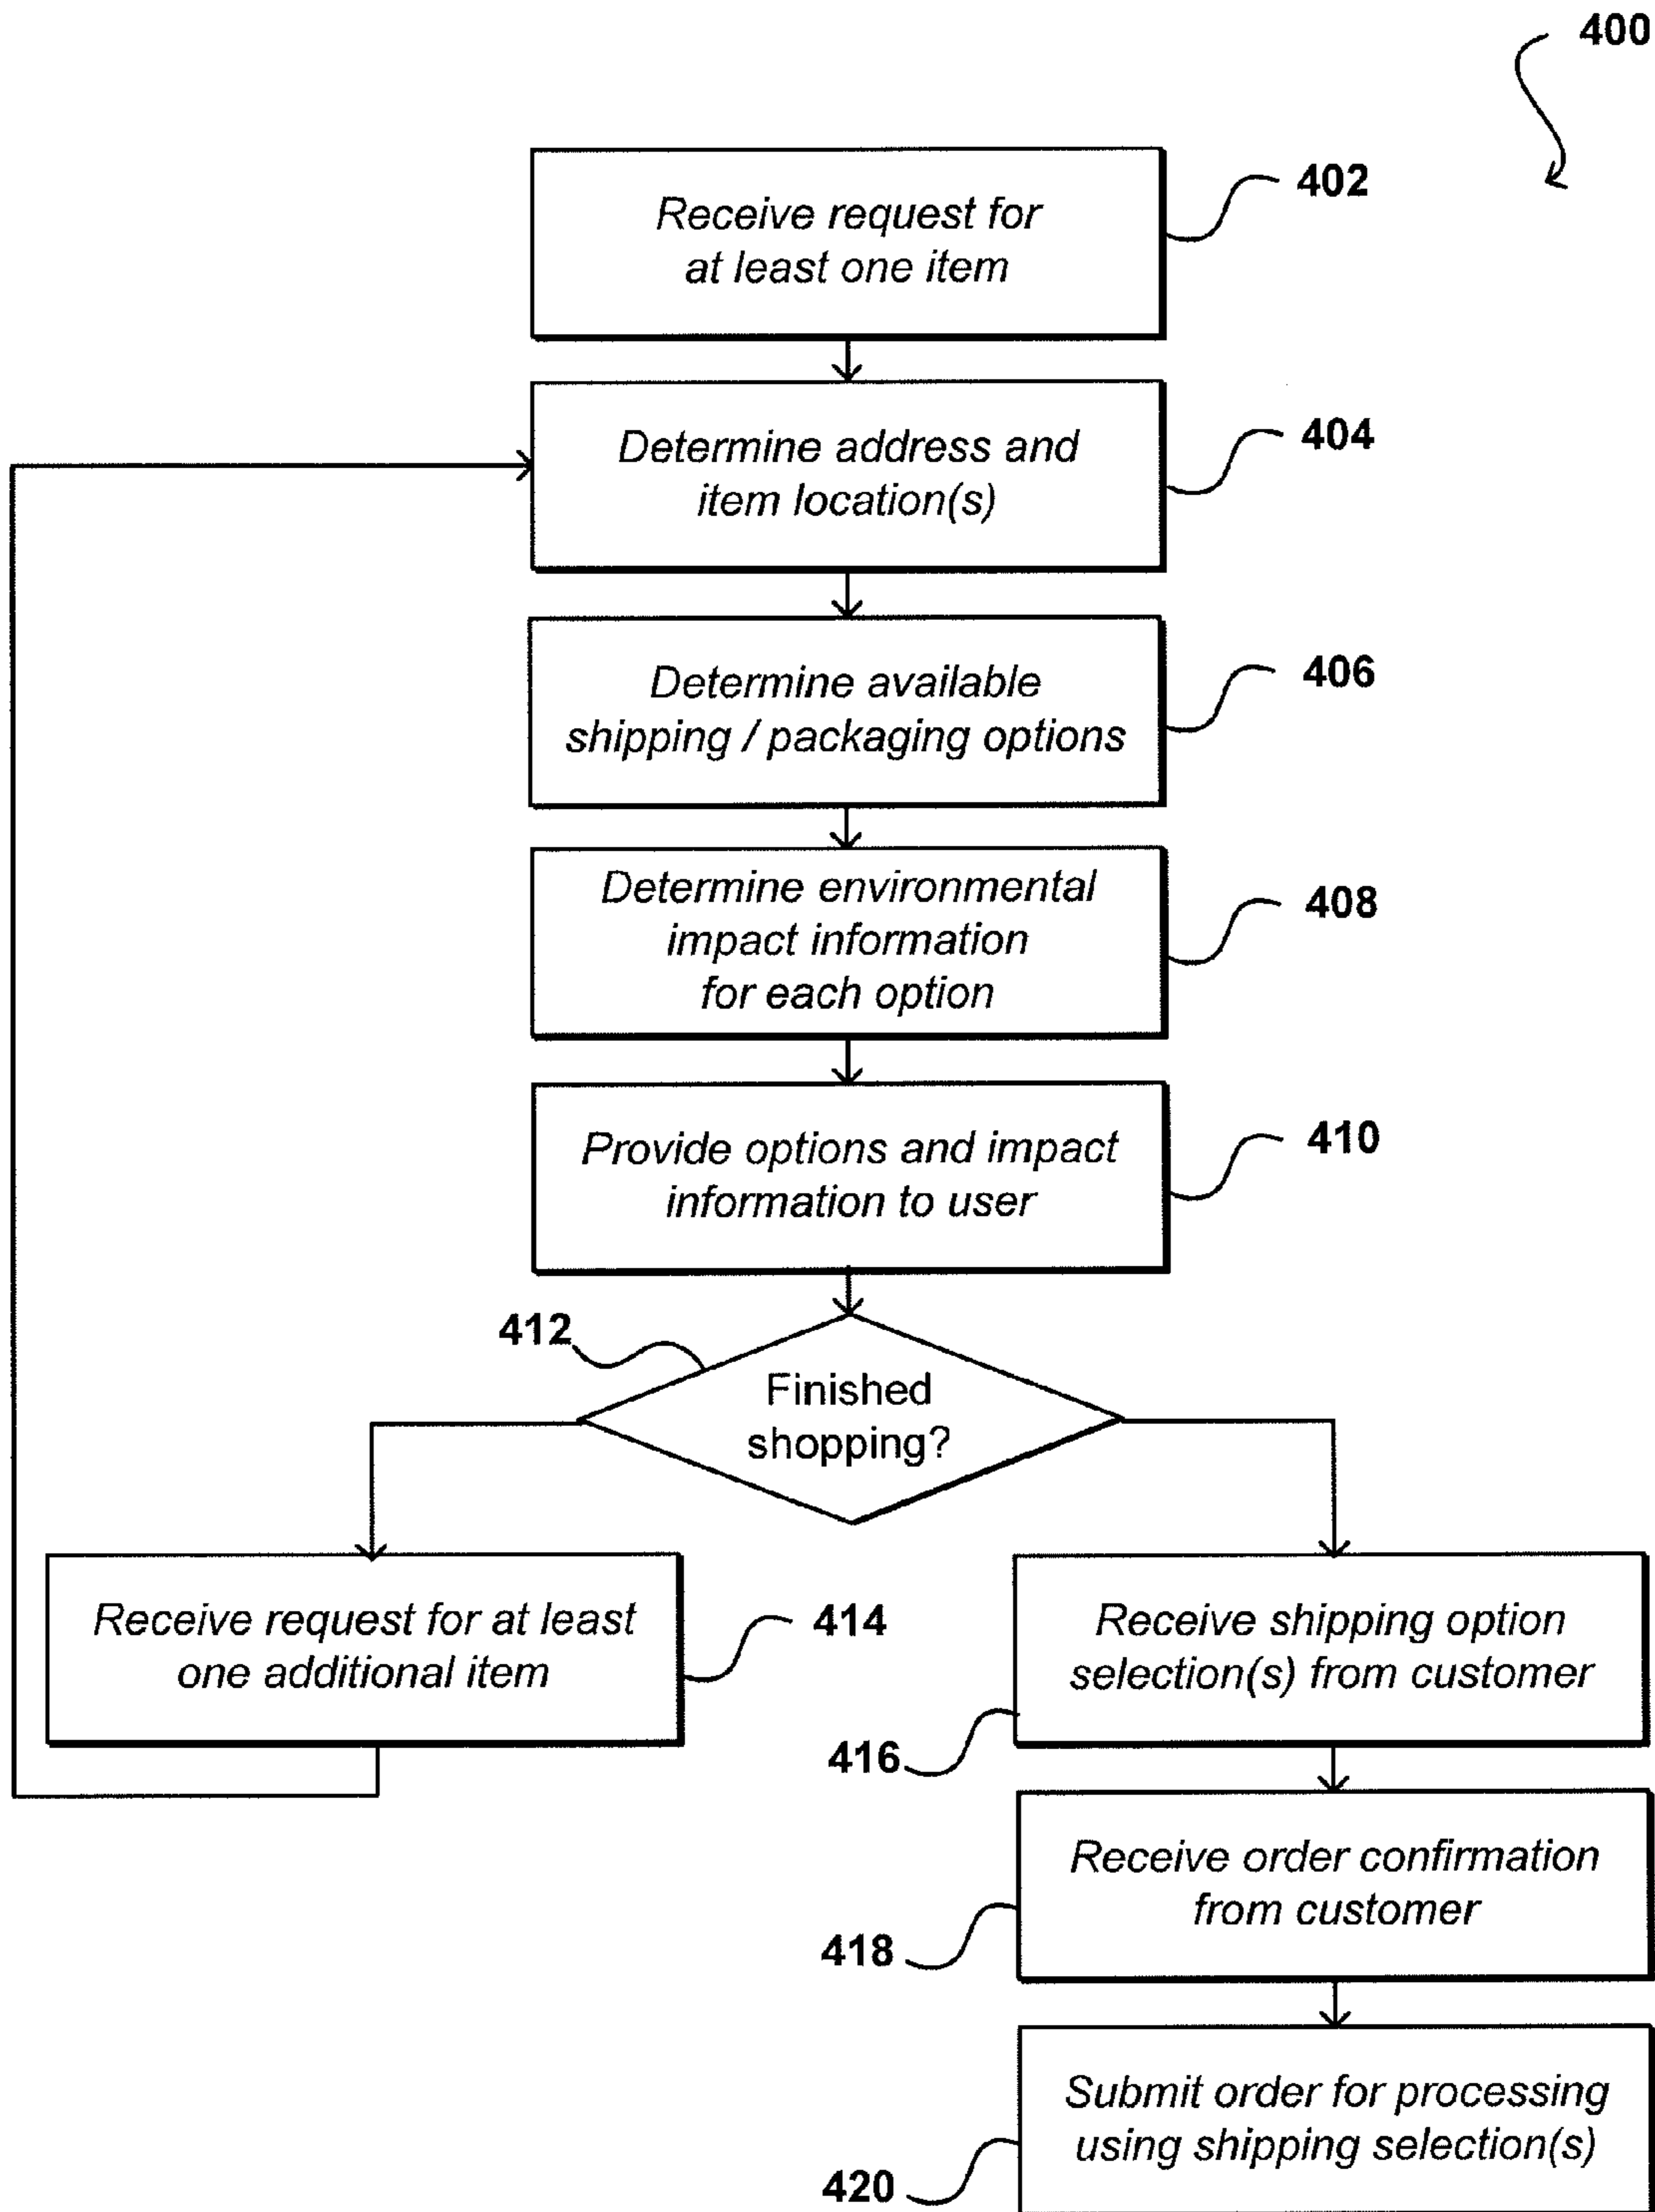 400
Receive request for
at least one item
402
Determine address and
item location(s)
404
Determine available
shipping / packaging options
406
Determine environmental
impact information
for each option
408
Provide options and impact
information to user
410
412
Finished
shopping?
Receive request for at least
one additional item
414
Receive shipping option
selection(s) from customer
416
Receive order confirmation
from customer
418
Submit order for processing
using shipping selection(s)
420